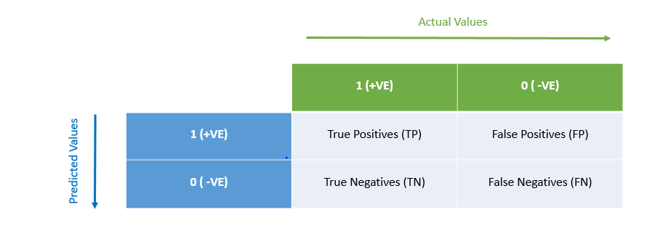 Actual Values
1 (+VE)
0 ( -VE)
Predicted Values
1 (+VE)
True Positives (TP)
False Positives (FP)
0 ( -VE)
True Negatives (TN)
False Negatives (FN)